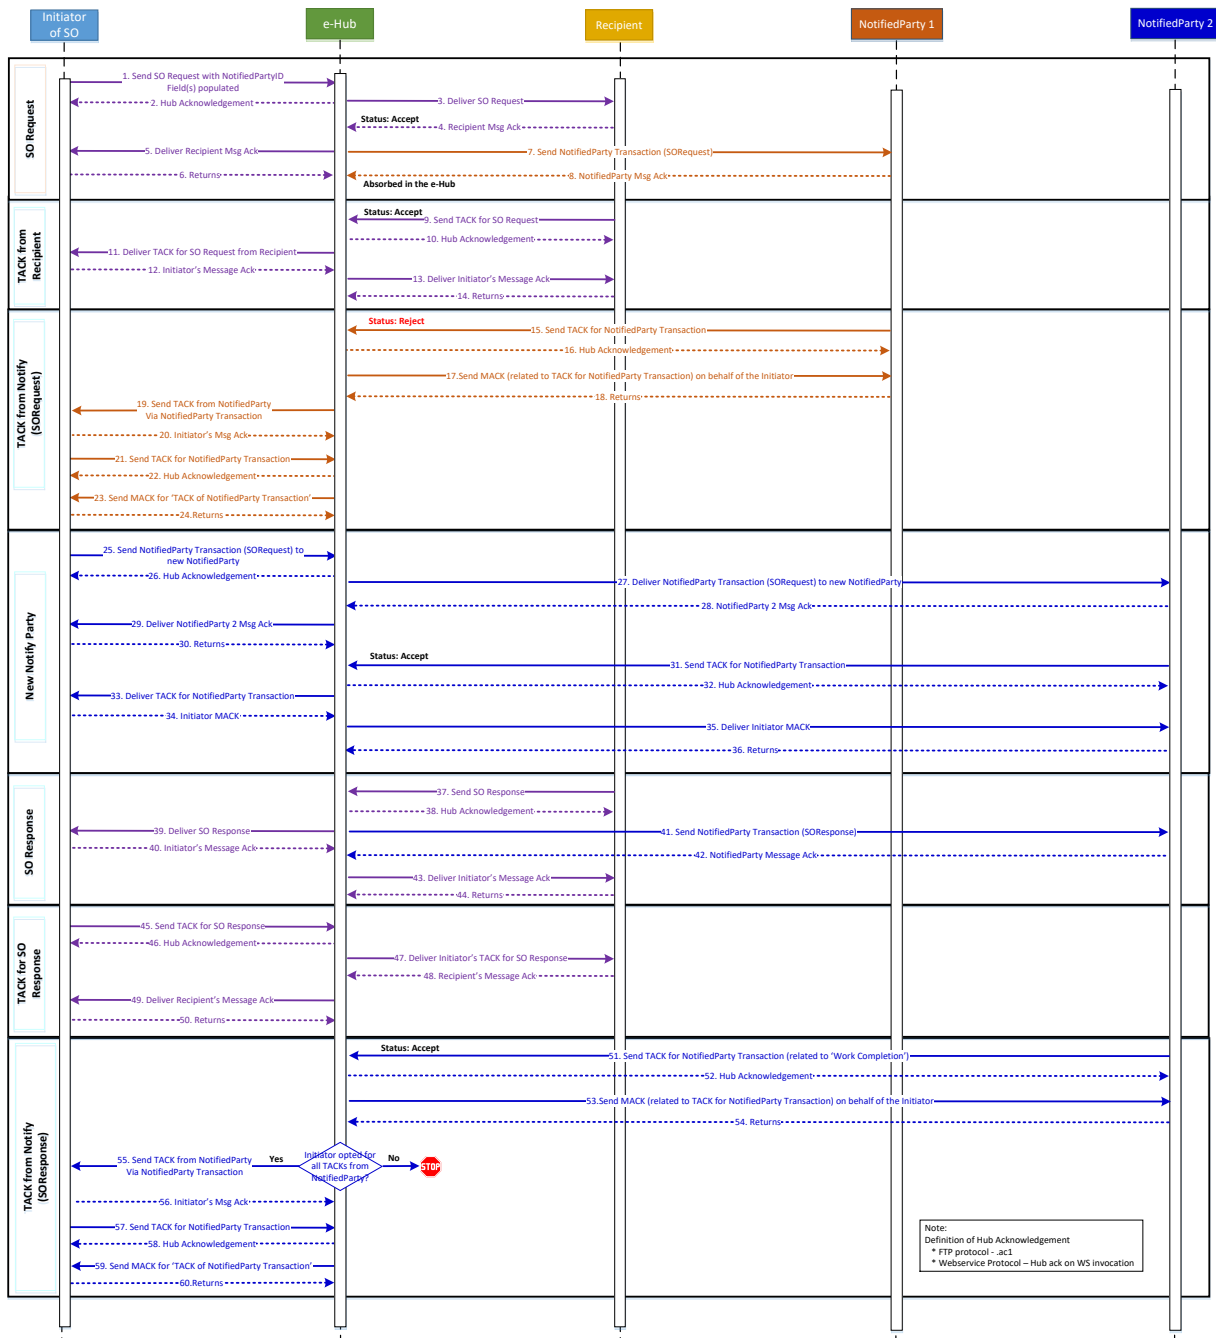 Initiator
of SO
e-Hub
Recipient
NotifiedParty 1
NotifiedParty 2
SO Request
1. Send SO Request with NotifiedPartyID
Field(s) populated
2. Hub Acknowledgement
3. Deliver SO Request
Status: Accept
4. Recipient Msg Ack
5. Deliver Recipient Msg Ack
7. Send NotifiedParty Transaction (SORequest)
6. Returns
8. NotifiedParty Msg Ack
Absorbed in the e-Hub
TACK from
Recipient
Status: Accept
9. Send TACK for SO Request
10. Hub Acknowledgement
11. Deliver TACK for SO Request from Recipient
12. Initiator's Message Ack
13. Deliver Initiator's Message Ack
14. Returns
TACK from Notify
(SORequest)
Status: Reject
15. Send TACK for NotifiedParty Transaction
16. Hub Acknowledgement
17.Send MACK (related to TACK for NotifiedParty Transaction) on behalf of the Initiator
18. Returns
19. Send TACK from NotifiedParty
Via NotifiedParty Transaction
20. Initiator's Msg Ack
21. Send TACK for NotifiedParty Transaction
22. Hub Acknowledgement
23. Send MACK for 'TACK of NotifiedParty Transaction'
24.Returns
New Notify Party
25. Send NotifiedParty Transaction (SORequest) to
new NotifiedParty
26. Hub Acknowledgement
27. Deliver NotifiedParty Transaction (SORequest) to new NotifiedParty
28. NotifiedParty 2 Msg Ack
29. Deliver NotifiedParty 2 Msg Ack
30. Returns
Status: Accept
31. Send TACK for NotifiedParty Transaction
32. Hub Acknowledgement
33. Deliver TACK for NotifiedParty Transaction
34. Initiator MACK
35. Deliver Initiator MACK
36. Returns
SO Response
37. Send SO Response
38. Hub Acknowledgement
39. Deliver SO Response
41. Send NotifiedParty Transaction (SOResponse)
40. Initiator's Message Ack
42. NotifiedParty Message Ack
43. Deliver Initiator's Message Ack
44. Returns
TACK for SO
Response
45. Send TACK for SO Response
46. Hub Acknowledgement
47. Deliver Initiator's TACK for SO Response
48. Recipient's Message Ack
49. Deliver Recipient's Message Ack
50. Returns
TACK from Notify
(SOResponse)
Status: Accept
51. Send TACK for NotifiedParty Transaction (related to 'Work Completion')
52. Hub Acknowledgement
53.Send MACK (related to TACK for NotifiedParty Transaction) on behalf of the Initiator
54. Returns
55. Send TACK from NotifiedParty
Via NotifiedParty Transaction
Yes
Initiator opted for
all TACKs from
NotifiedParty?
No
STOP
56. Initiator's Msg Ack
57. Send TACK for NotifiedParty Transaction
58. Hub Acknowledgement
59. Send MACK for 'TACK of NotifiedParty Transaction'
60.Returns
Note:
Definition of Hub Acknowledgement
* FTP protocol - .ac1
* Webservice Protocol – Hub ack on WS invocation